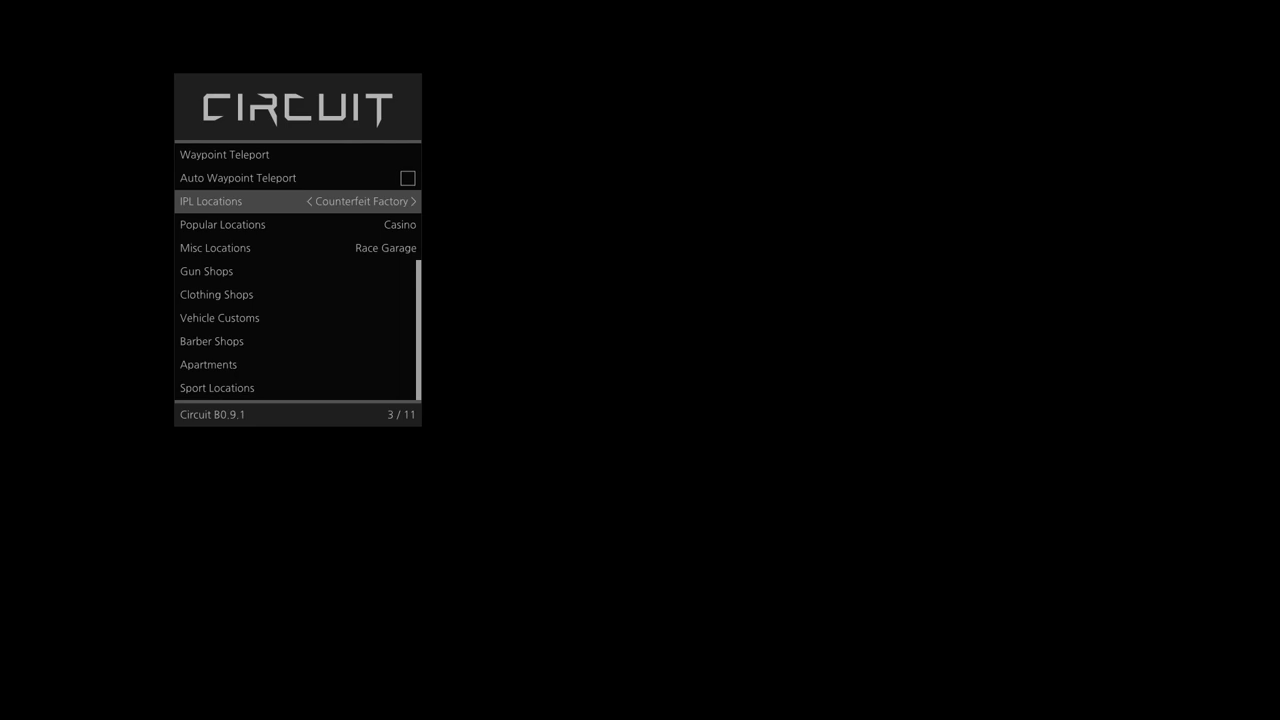 CIRCUIT
Waypoint Teleport
Auto Waypoint Teleport
IPL Locations < Counterfeit Factory >
Popular Locations Casino
Misc Locations Race Garage
Gun Shops
Clothing Shops
Vehicle Customs
Barber Shops
Apartments
Sport Locations
Circuit B0.9.1 3 / 11